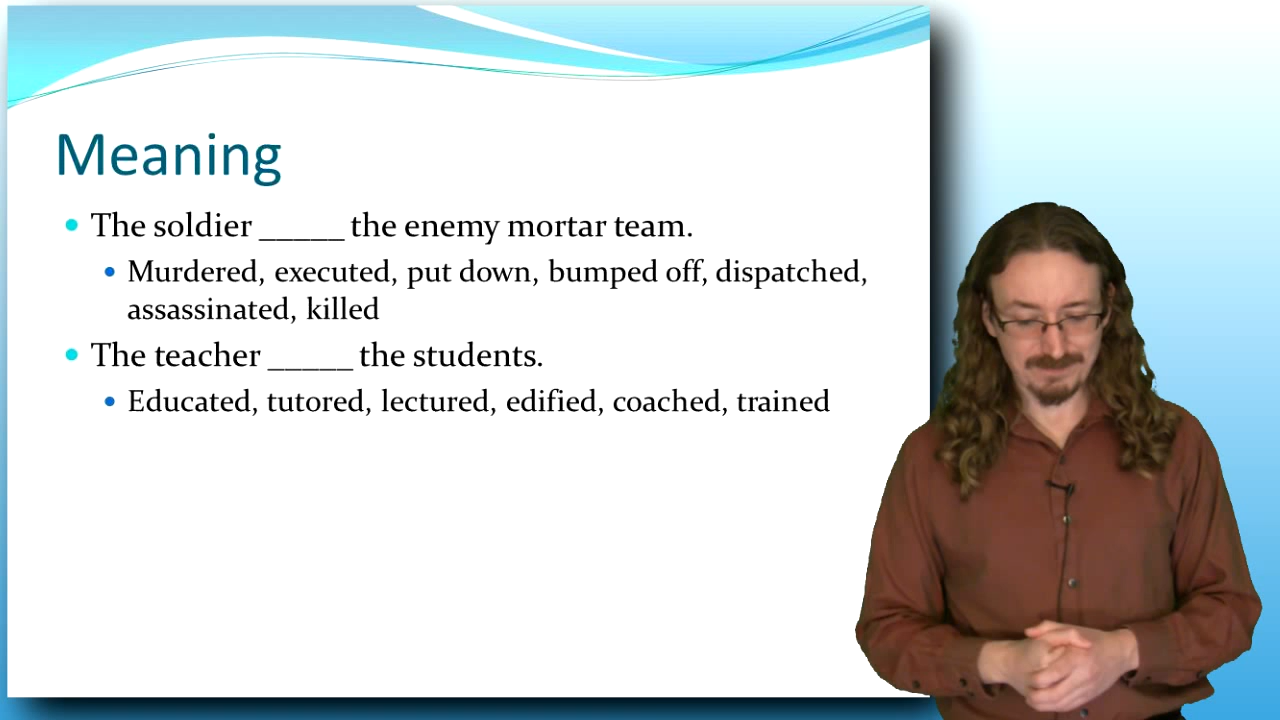 Meaning
• The soldier _____ the enemy mortar team.
• Murdered, executed, put down, bumped off, dispatched,
assassinated, killed
• The teacher _____ the students.
• Educated, tutored, lectured, edified, coached, trained